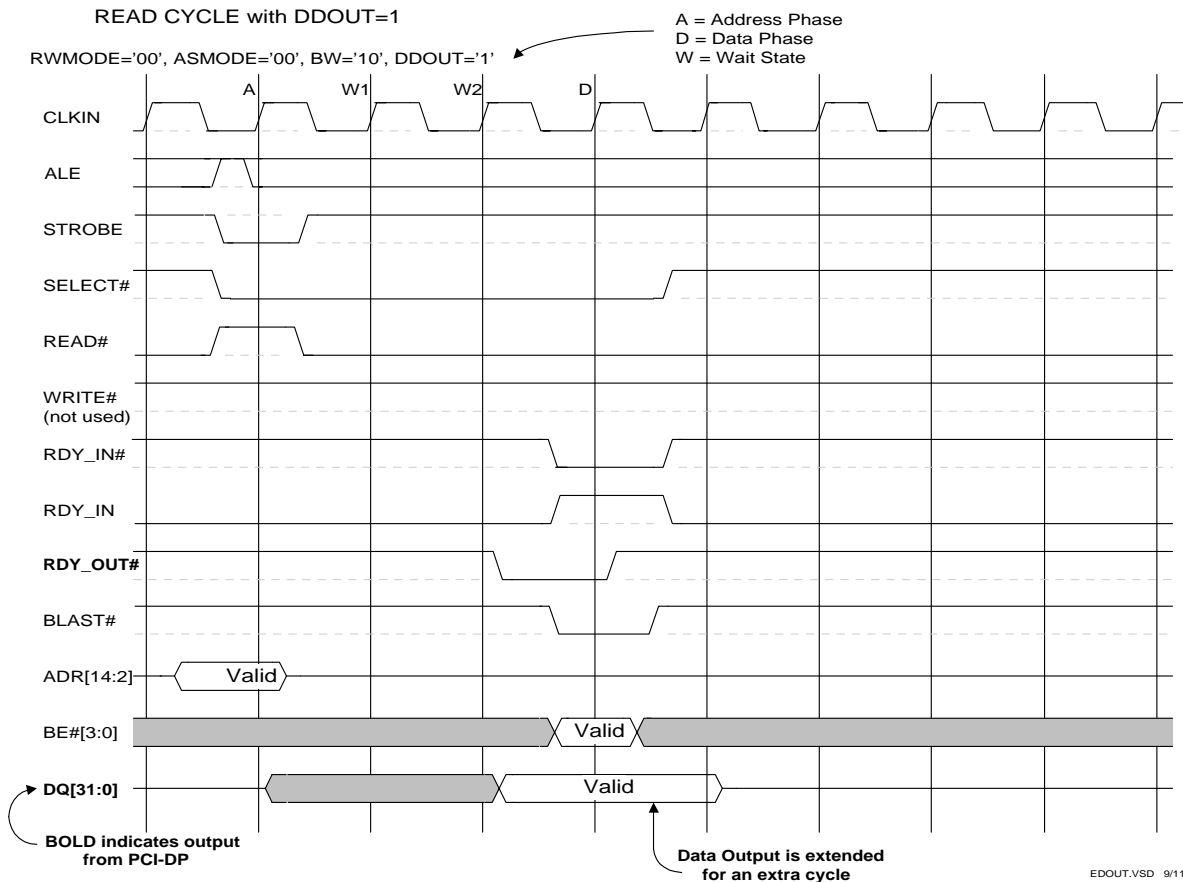 READ CYCLE with DDOUT=1
A = Address Phase
D = Data Phase
W = Wait State
RWMODE='00', ASMODE='00', BW='10', DDOUT='1'
A W1 W2 D
CLKIN
ALE
STROBE
SELECT#
READ#
WRITE#
(not used)
RDY_IN#
RDY_IN
RDY_OUT#
BLAST#
ADR[14:2] Valid
BE#[3:0] Valid
DQ[31:0] Valid
BOLD indicates output
from PCI-DP
Data Output is extended
for an extra cycle
EDOUT.VSD 9/11